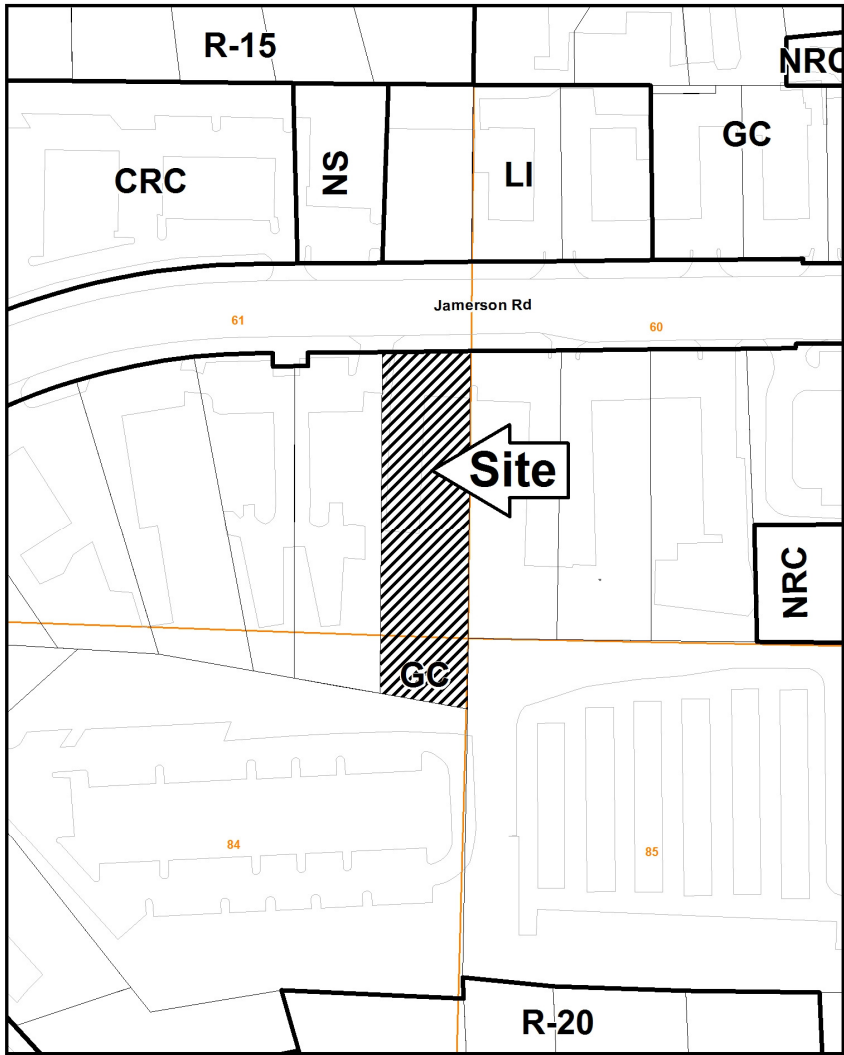 R-15
NRC
GC
CRC
NS
LI
Jamerson Rd
61
60
Site
NRC
GC
84
85
R-20